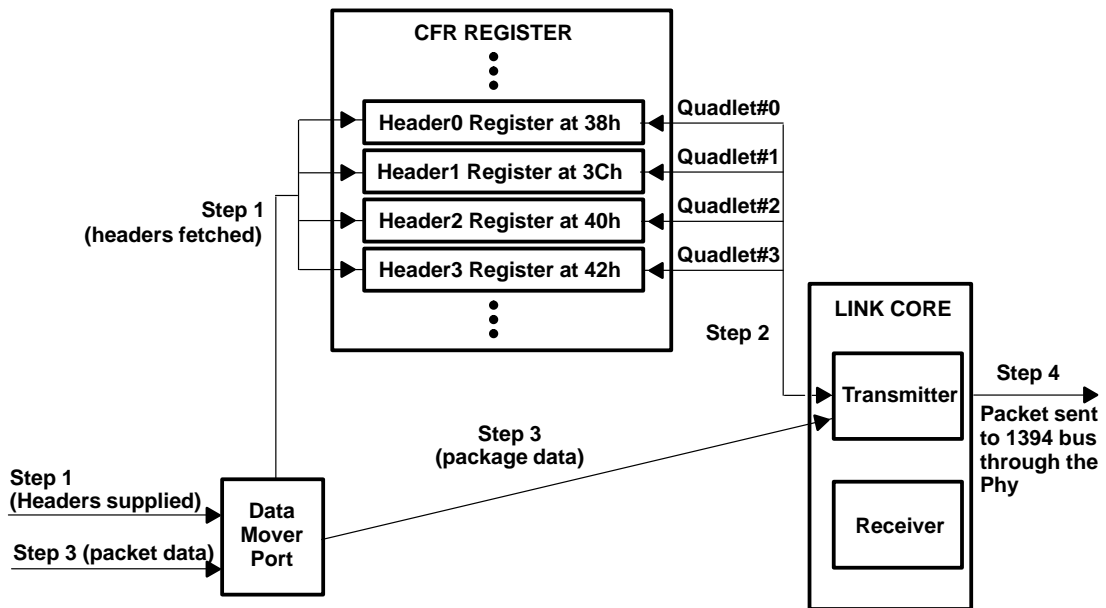 CFR REGISTER
Header0 Register at 38h
Quadlet#0
Header1 Register at 3Ch
Quadlet#1
Header2 Register at 40h
Quadlet#2
Header3 Register at 42h
Quadlet#3
Step 1
(headers fetched)
Step 2
LINK CORE
Transmitter
Receiver
Step 4
Packet sent
to 1394 bus
through the
Phy
Step 3
(package data)
Step 1
(Headers supplied)
Step 3 (packet data)
Data
Mover
Port